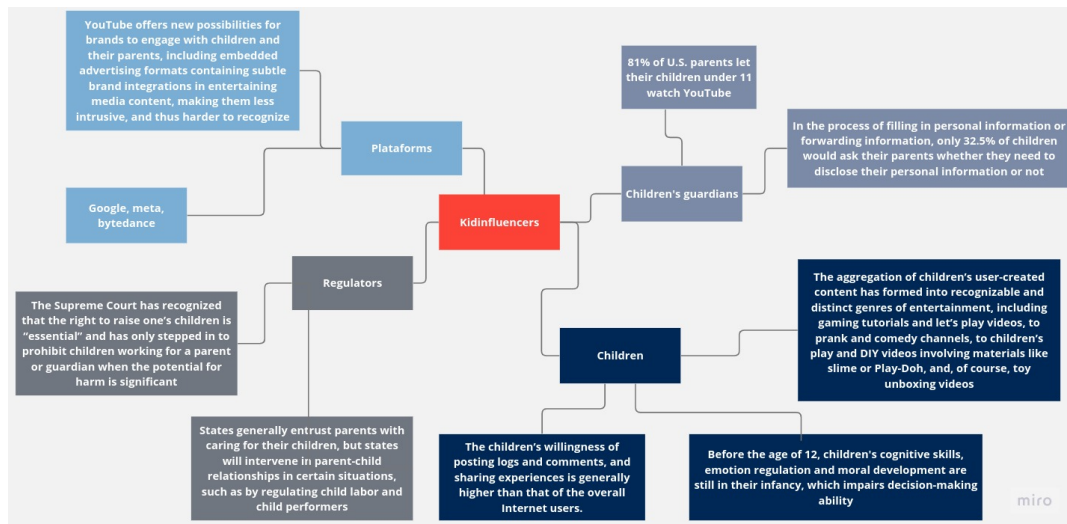 YouTube offers new possibilities for
brands to engage with children and
their parents, including embedded
advertising formats containing subtle
brand integrations in entertaining
media content, making them less
intrusive, and thus harder to recognize
81% of U.S. parents let
their children under 11
watch YouTube
Plataforms
In the process of filling in personal information or
forwarding information, only 32.5% of children
would ask their parents whether they need to
disclose their personal information or not
Google, meta,
bytedance
Kidinfluencers
Children's guardians
Regulators
The Supreme Court has recognized
that the right to raise one's children is
“essential” and has only stepped in to
prohibit children working for a parent
or guardian when the potential for
harm is significant
The aggregation of children’s user-created
content has formed into recognizable and
distinct genres of entertainment, including
gaming tutorials and let’s play videos, to
prank and comedy channels, to children’s
play and DIY videos involving materials like
slime or Play-Doh, and, of course, toy
unboxing videos
Children
States generally entrust parents with
caring for their children, but states
will intervene in parent-child
relationships in certain situations,
such as by regulating child labor and
child performers
The children’s willingness of
posting logs and comments, and
sharing experiences is generally
higher than that of the overall
Internet users.
Before the age of 12, children's cognitive skills,
emotion regulation and moral development are
still in their infancy, which impairs decision-making
ability
miro